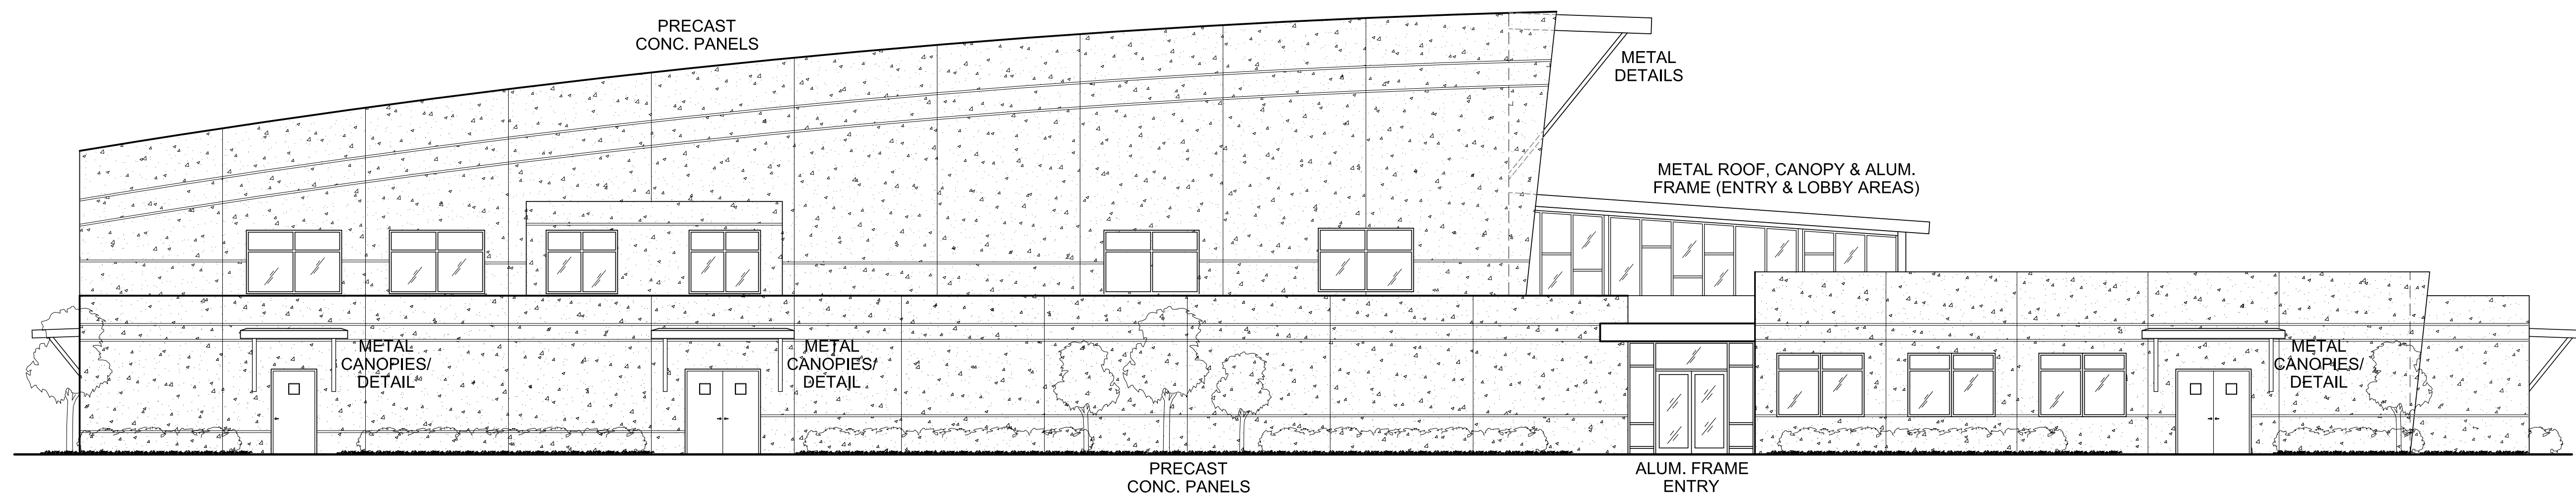 PRECAST
CONC. PANELS
METAL
DETAILS
METAL ROOF, CANOPY & ALUM.
FRAME (ENTRY & LOBBY AREAS)
METAL
CANOPIES/
DETAIL
METAL
CANOPIES/
DETAIL
METAL
CANOPIES/
DETAIL
PRECAST
CONC. PANELS
ALUM. FRAME
ENTRY